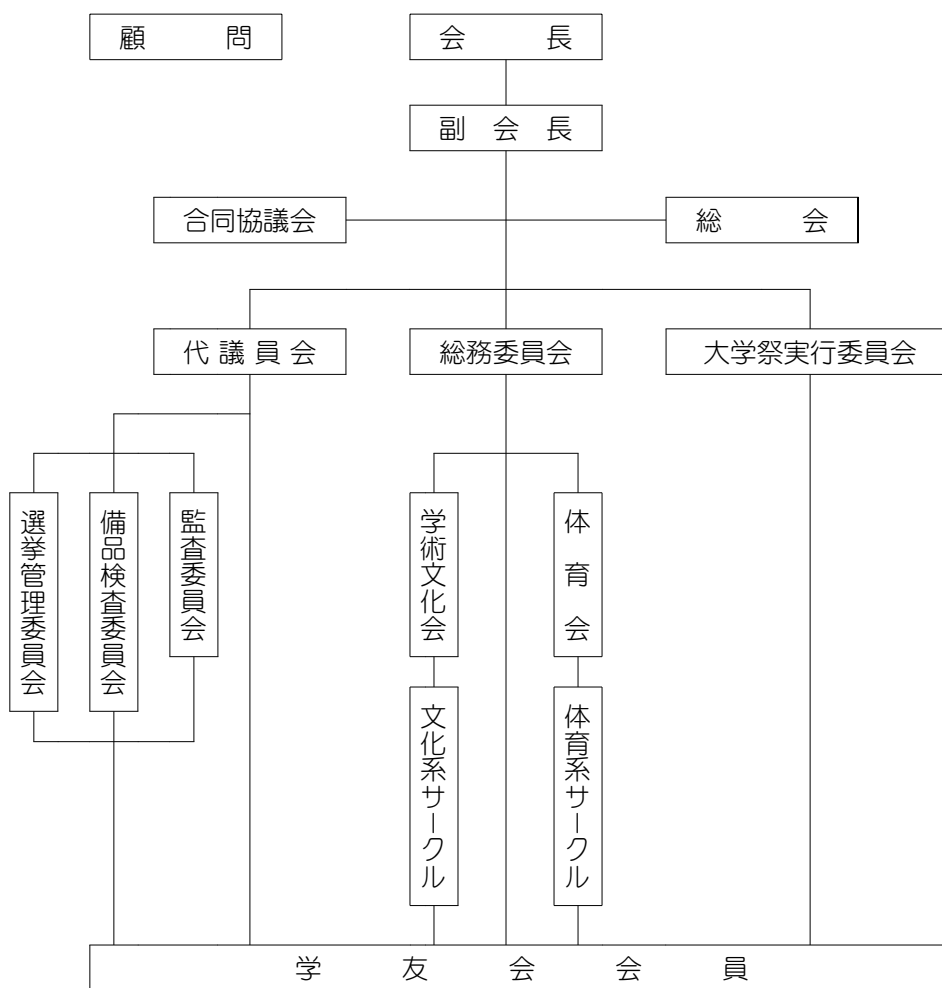 顧問
会長
副会長
合同協議会
総会
代議員会
総務委員会
大学祭実行委員会
選挙管理委員会
備品検査委員会
監査委員会
学術文化会
体育会
文化系サークル
体育系サークル
学友会会員